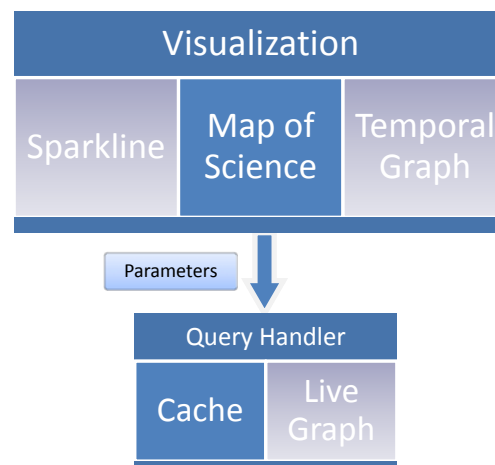 Visualization
Sparkline
Map of
Science
Temporal
Graph
Parameters
Query Handler
Cache
Live
Graph